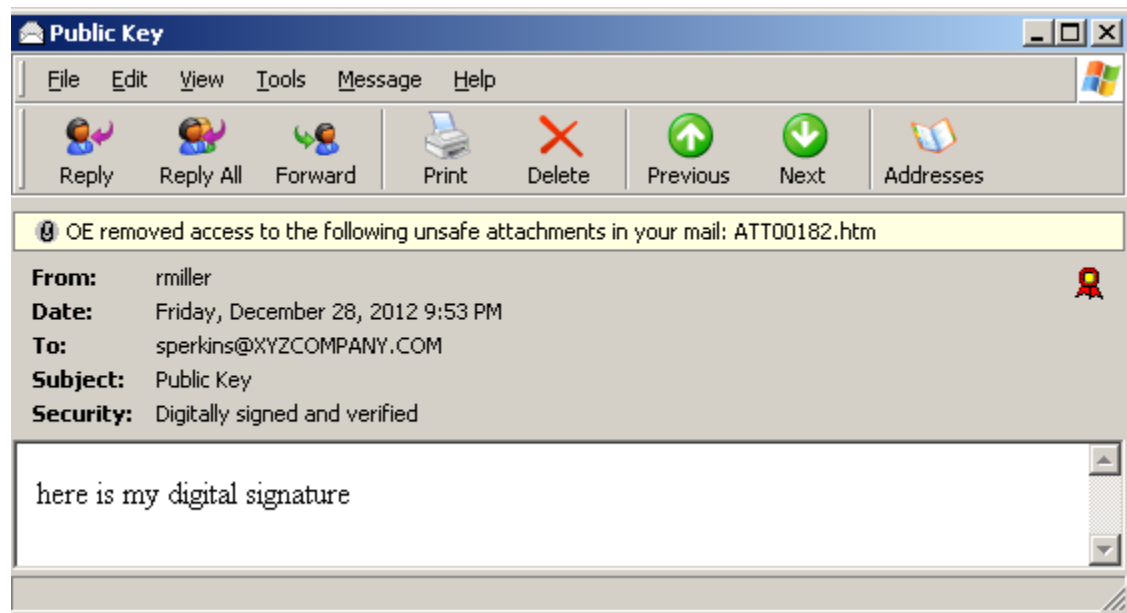 Public Key
File Edit View Tools Message Help
Reply Reply All Forward Print Delete Previous Next Addresses
OE removed access to the following unsafe attachments in your mail: ATT00182.htm
From: rmiller
Date: Friday, December 28, 2012 9:53 PM
To: sperkins@XYZCOMPANY.COM
Subject: Public Key
Security: Digitally signed and verified
here is my digital signature